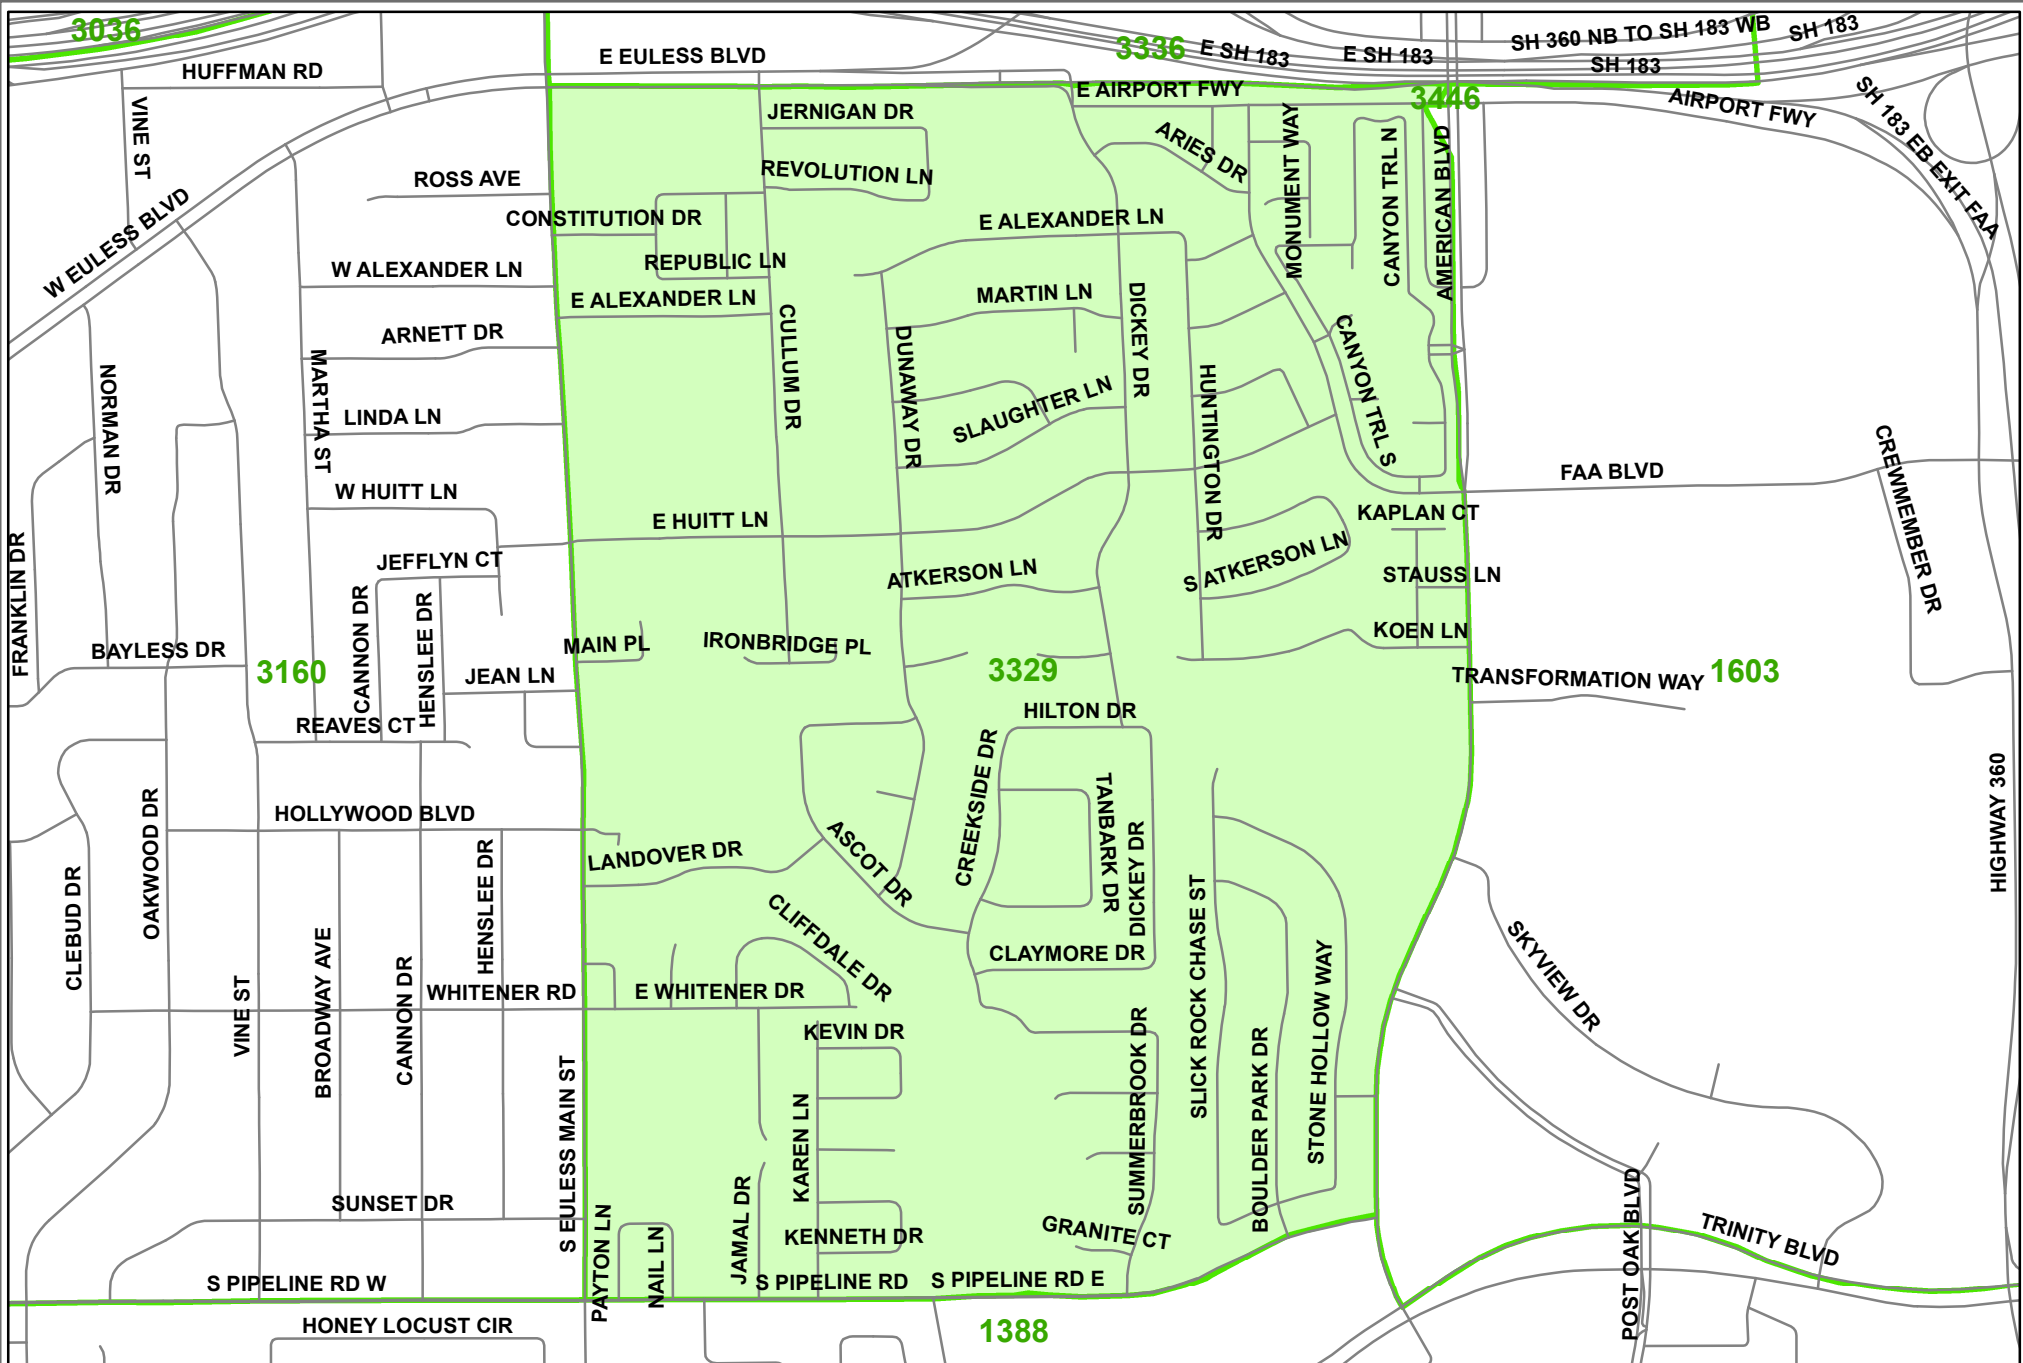 3036
3336
E SH 183
E SH 183
SH 360 NB TO SH 183 WB
SH 183
SH 183
E EULESS BLVD
HUFFMAN RD
E AIRPORT FWY
3446
AIRPORT FWY
SH 183 EB EXIT FAA
VINE ST
JERNIGAN DR
ARIES DR
MONUMENT WAY
CANYON TRL N
AMERICAN BLVD
ROSS AVE
REVOLUTION LN
CONSTITUTION DR
E ALEXANDER LN
W EULESS BLVD
W ALEXANDER LN
REPUBLIC LN
E ALEXANDER LN
MARTIN LN
DICKEY DR
ARNETT DR
CULLUM DR
DUNAWAY DR
CANYON TRL S
NORMAN DR
MARTHA ST
HUNTINGTON DR
LINDA LN
SLAUGHTER LN
CREWMEMBER DR
FAA BLVD
W HUITT LN
E HUITT LN
KAPLAN CT
FRANKLIN DR
JEFFLYN CT
ATKERSON LN
S ATKERSON LN
STAUSS LN
CANNON DR
HENSLEE DR
MAIN PL
IRONBRIDGE PL
KOEN LN
BAYLESS DR
3160
JEAN LN
3329
TRANSFORMATION WAY
1603
REAVES CT
HILTON DR
CREEKSIDE DR
TANBARK DR
DICKEY DR
HIGHWAY 360
OAKWOOD DR
HOLLYWOOD BLVD
LANDOVER DR
ASCOT DR
CLEBUD DR
HENSLEE DR
CLIFFDALE DR
SLICK ROCK CHASE ST
SKYVIEW DR
CLAYMORE DR
VINE ST
BROADWAY AVE
CANNON DR
WHITENER RD
E WHITENER DR
KEVIN DR
SUMMERBROOK DR
BOULDER PARK DR
STONE HOLLOW WAY
S EULESS MAIN ST
KAREN LN
SUNSET DR
PAYTON LN
NAIL LN
JAMAL DR
KENNETH DR
GRANITE CT
POST OAK BLVD
TRINITY BLVD
S PIPELINE RD W
S PIPELINE RD
S PIPELINE RD E
HONEY LOCUST CIR
1388